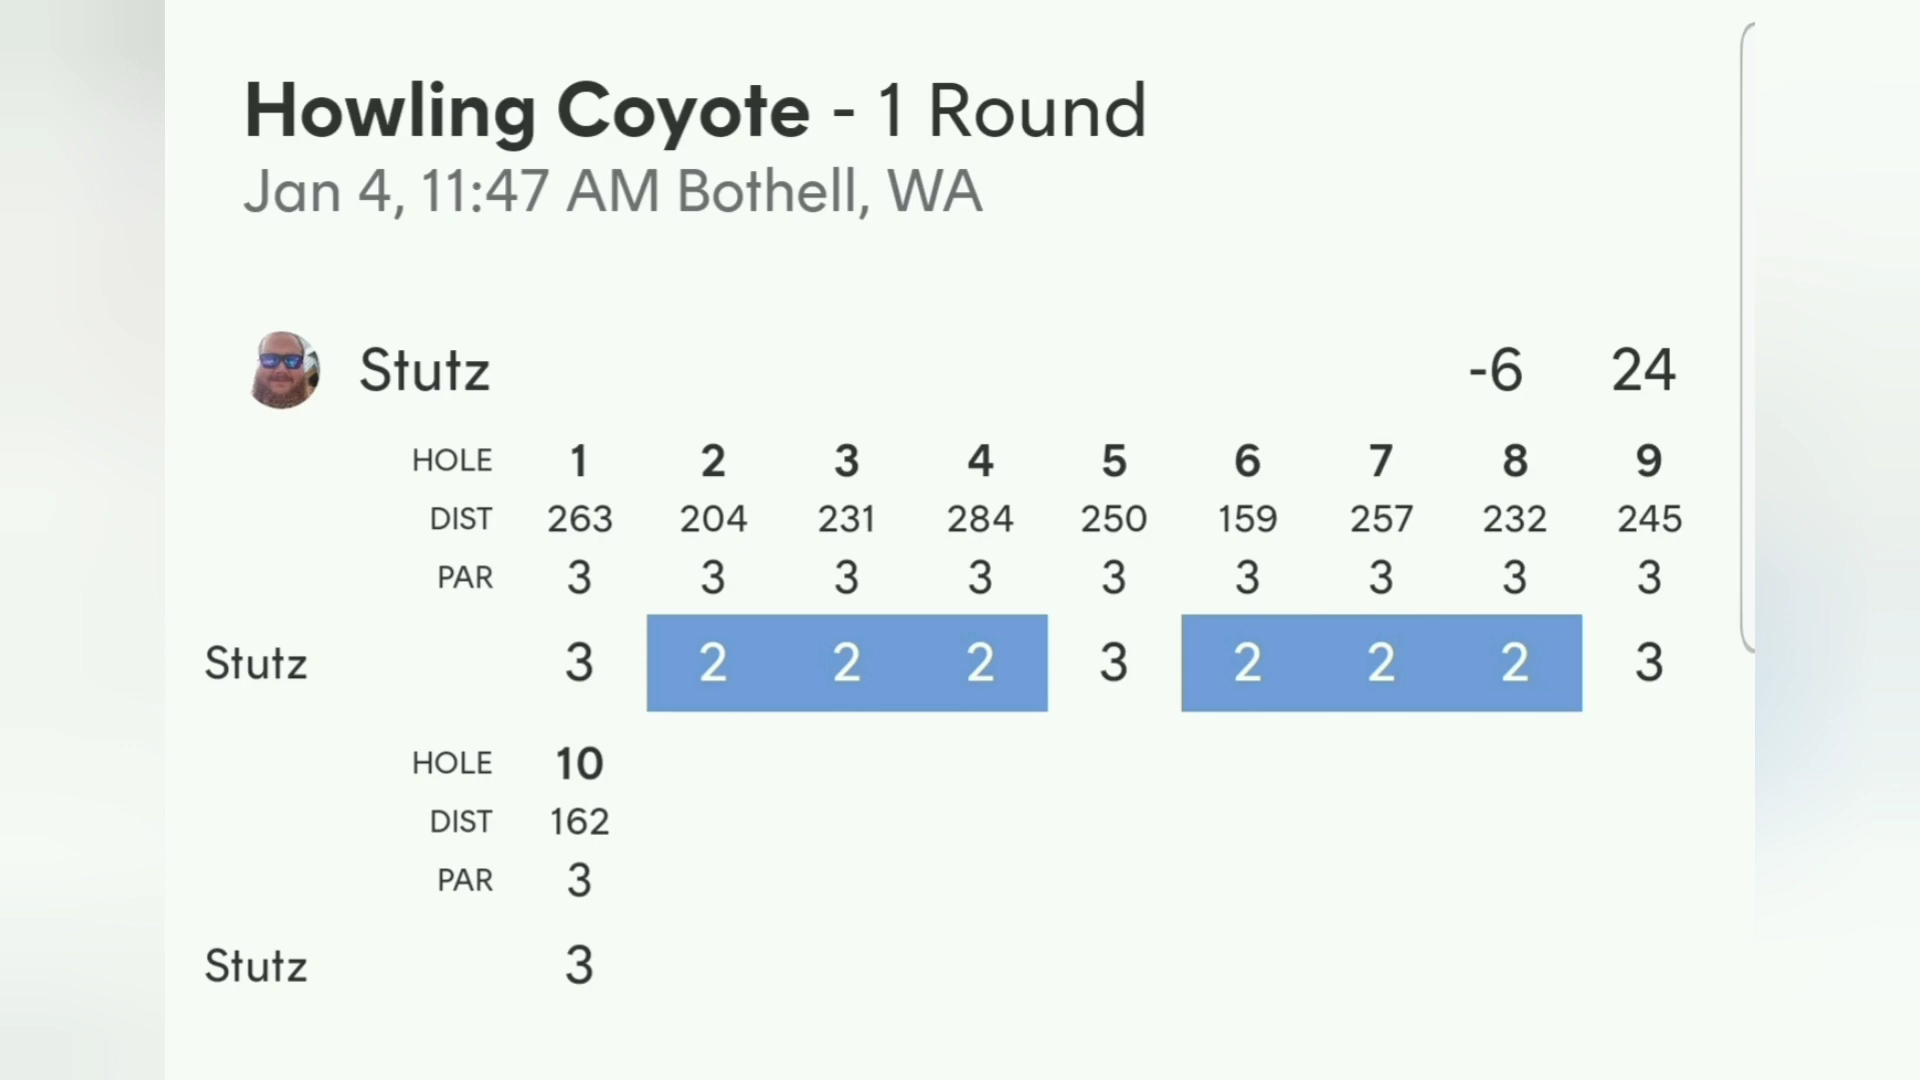 Howling Coyote - 1 Round
Jan 4, 11:47 AM Bothell, WA
Stutz -6 24
HOLE 1 2 3 4 5 6 7 8 9
DIST 263 204 231 284 250 159 257 232 245
PAR 3 3 3 3 3 3 3 3 3
Stutz 3 2 2 2 3 2 2 2 3
HOLE 10
DIST 162
PAR 3
Stutz 3